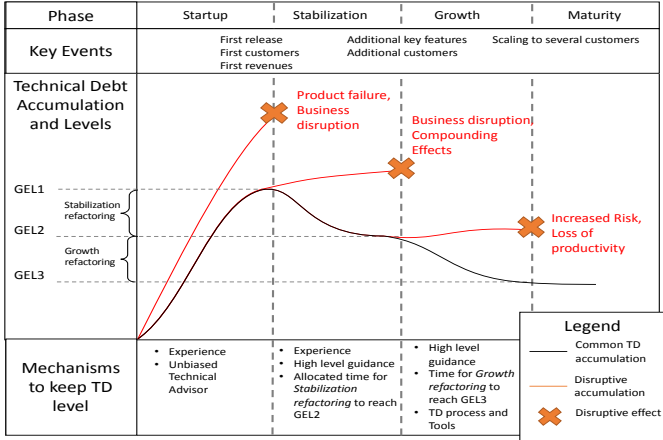 Phase
Startup
Stabilization
Growth
Maturity
Key Events
First release
First customers
First revenues
Additional key features
Additional customers
Scaling to several customers
Technical Debt
Accumulation
and Levels
Product failure,
Business
disruption
Business disruption,
Compounding
Effects
Increased Risk,
Loss of
productivity
GEL1
Stabilization
refactoring
GEL2
Growth
refactoring
GEL3
Mechanisms
to keep TD
level
• Experience
• Unbiased
Technical
Advisor
• Experience
• High level guidance
• Allocated time for
Stabilization
refactoring to reach
GEL2
• High level
guidance
• Time for Growth
refactoring to
reach GEL3
• TD process and
Tools
Legend
Common TD
accumulation
Disruptive
accumulation
Disruptive effect